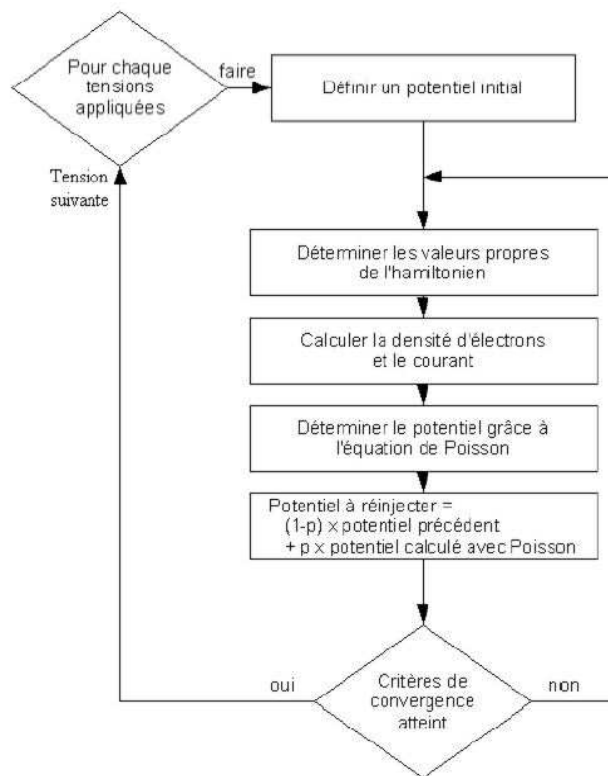 Pour chaque
tensions
appliquées
faire
Définir un potentiel initial
Tension
suivante
Déterminer les valeurs propres
de l'hamiltonien
Calculer la densité d'électrons
et le courant
Déterminer le potentiel grâce à
l'équation de Poisson
Potentiel à réinjecter =
(1-p) x potentiel précédent
+ p x potentiel calculé avec Poisson
oui
Critères de
convergence
atteint
non